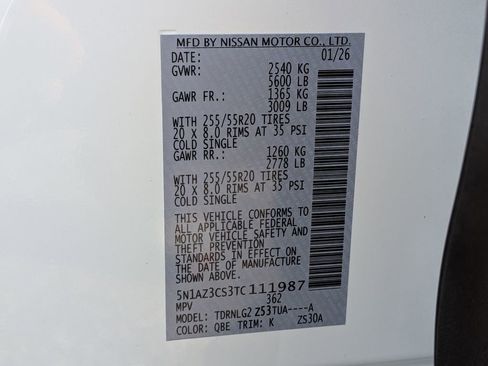 MFD BY NISSAN MOTOR CO., LTD.
DATE: 01/26
GVWR: 2540 KG
5600 LB
GAWR FR.: 1365 KG
3009 LB
WITH 255/55R20 TIRES
20 x 8.0 RIMS AT 35 PSI
COLD SINGLE
GAWR RR.: 1260 KG
2778 LB
WITH 255/55R20 TIRES
20 x 8.0 RIMS AT 35 PSI
COLD SINGLE
THIS VEHICLE CONFORMS TO
ALL APPLICABLE FEDERAL
MOTOR VEHICLE SAFETY AND
THEFT PREVENTION
STANDARDS IN EFFECT ON
THE DATE OF MANUFACTURE
SHOWN ABOVE.
5N1AZ3CS3TC111987
MPV 362
MODEL: TDRNLG2 Z53TUA----A
COLOR: QBE TRIM: K ZS30A